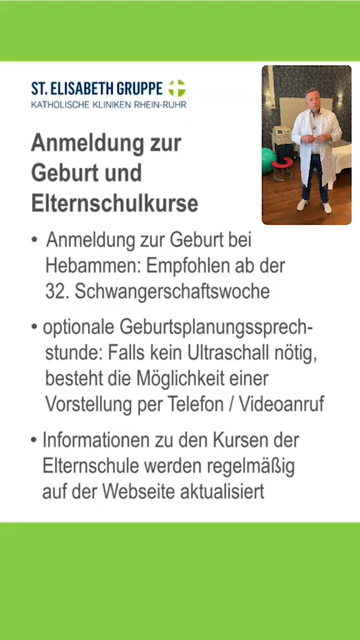 ST. ELISABETH GRUPPE
KATHOLISCHE KLINIKEN RHEIN-RUHR
Anmeldung zur
Geburt und
Elternschulkurse
• Anmeldung zur Geburt bei
Hebammen: Empfohlen ab der
32. Schwangerschaftswoche
• optionale Geburtsplanungssprech-
stunde: Falls kein Ultraschall nötig,
besteht die Möglichkeit einer
Vorstellung per Telefon / Videoanruf
• Informationen zu den Kursen der
Elternschule werden regelmäßig
auf der Webseite aktualisiert